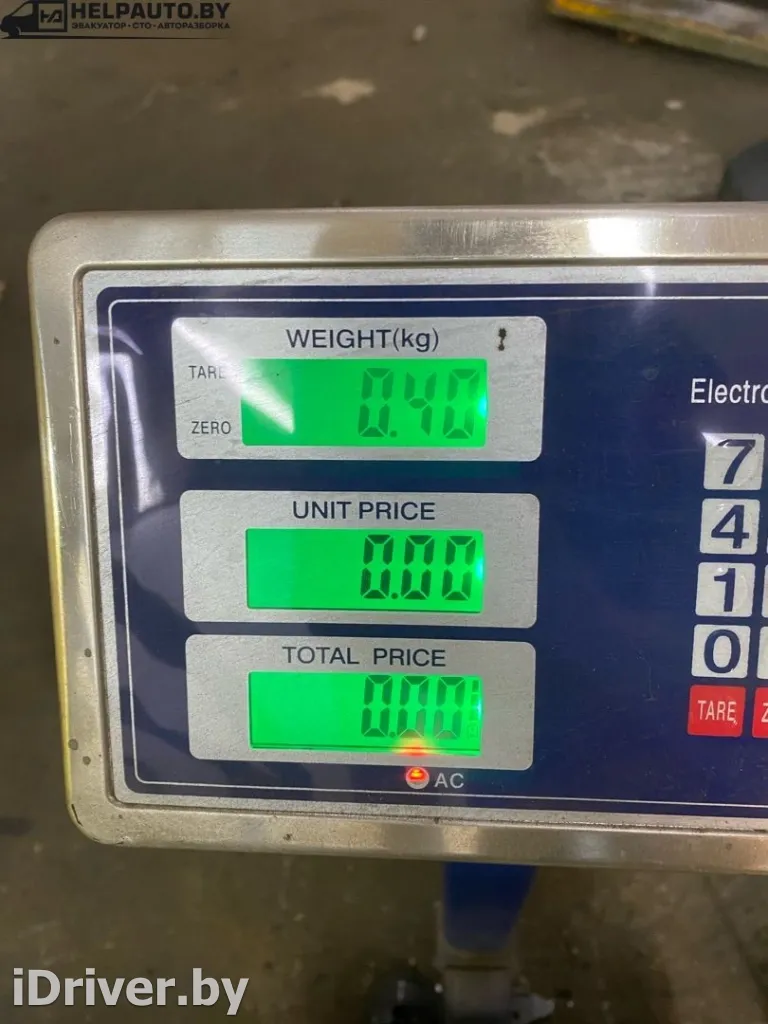 HELPAUTO.BY
ЭВАКУАТОР · СТО · АВТОРАЗБОРКА
WEIGHT(kg)
TARE
0.40
ZERO
Electro
UNIT PRICE
0.00
TOTAL PRICE
0.00
AC
7
4
1
0
TARE
Z
iDriver.by